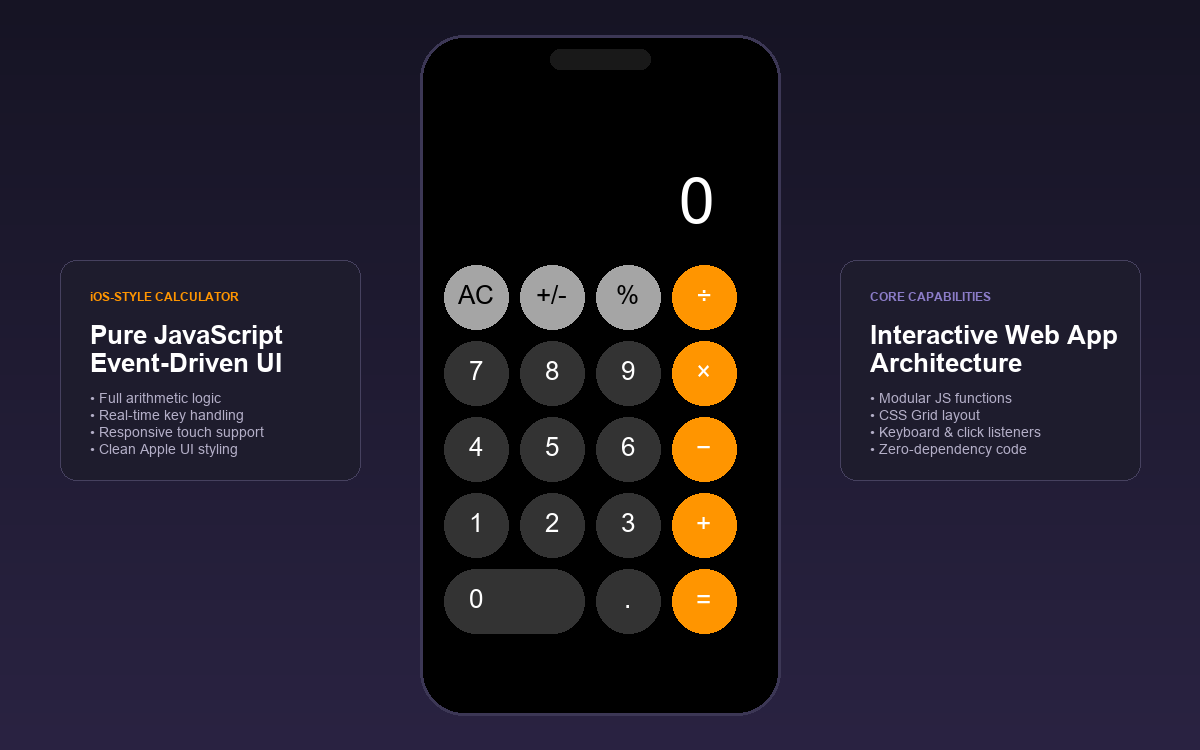 iOS-STYLE CALCULATOR
Pure JavaScript
Event-Driven UI
• Full arithmetic logic
• Real-time key handling
• Responsive touch support
• Clean Apple UI styling
0
AC +/- % ÷
7 8 9 ×
4 5 6 −
1 2 3 +
0 . =
CORE CAPABILITIES
Interactive Web App
Architecture
• Modular JS functions
• CSS Grid layout
• Keyboard & click listeners
• Zero-dependency code